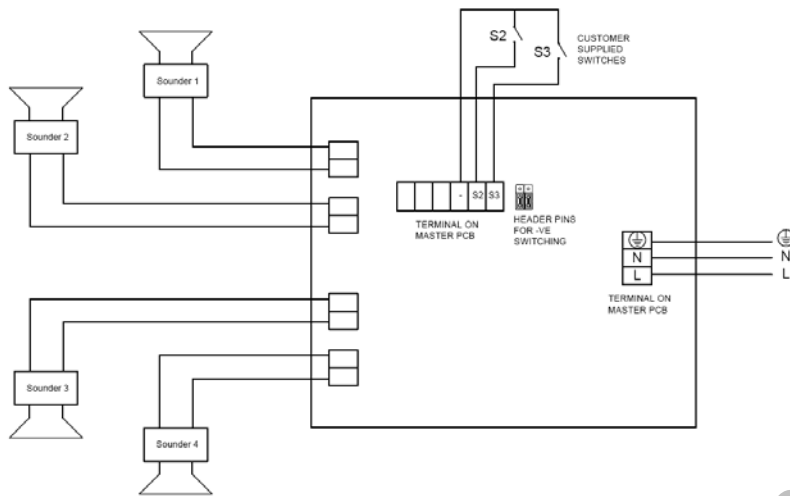 S2
S3
CUSTOMER
SUPPLIED
SWITCHES
Sounder 1
Sounder 2
- S2 S3
TERMINAL ON
MASTER PCB
HEADER PINS
FOR -VE
SWITCHING
N
L
N
L
TERMINAL ON
MASTER PCB
Sounder 3
Sounder 4